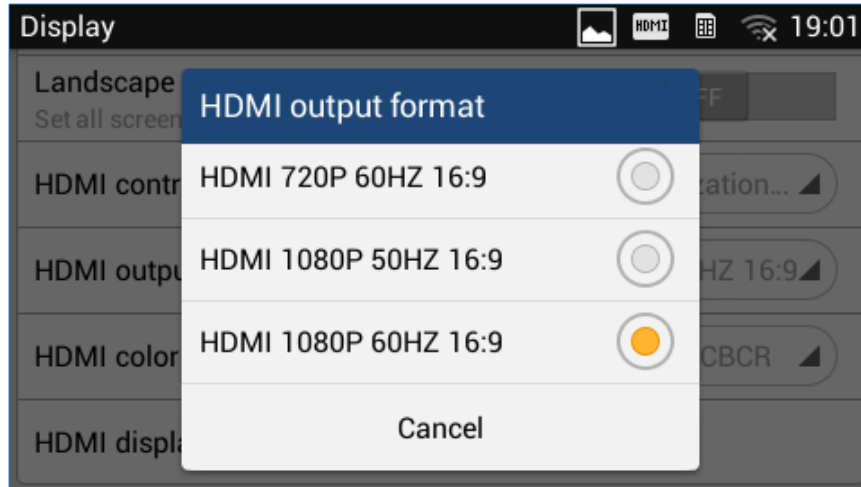 Display
HDMI
19:01
Landscape
Set all screen
FF
HDMI output format
HDMI 720P 60HZ 16:9
HDMI contr
zation...
HDMI 1080P 50HZ 16:9
HDMI outpu
HZ 16:9
HDMI 1080P 60HZ 16:9
HDMI color
CBCR
Cancel
HDMI displa